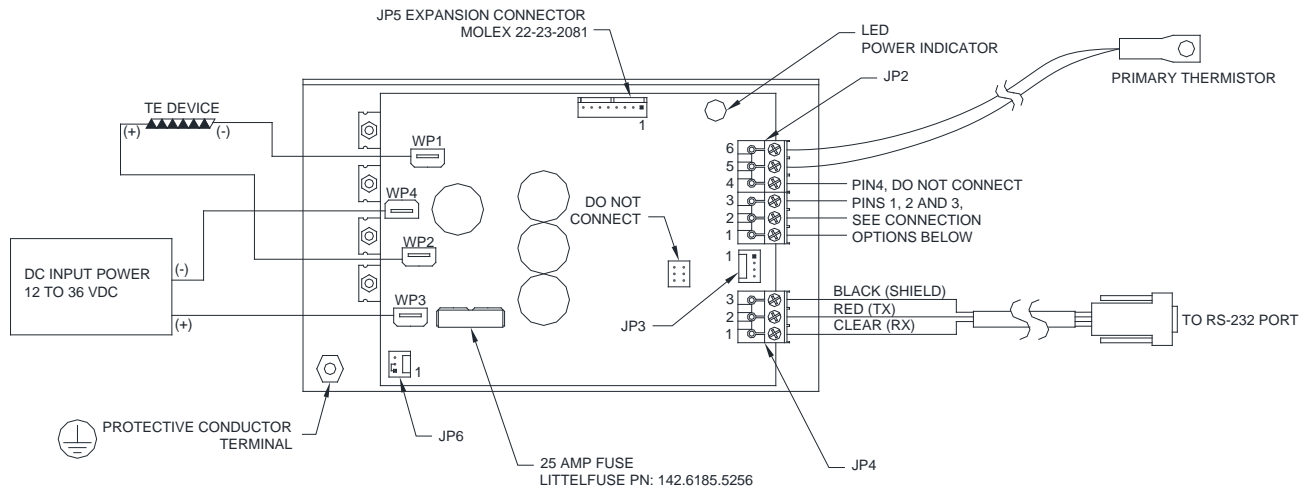 JP5 EXPANSION CONNECTOR
MOLEX 22-23-2081
LED
POWER INDICATOR
JP2
PRIMARY THERMISTOR
TE DEVICE
(+)
(-)
1
WP1
WP4
WP2
WP3
DO NOT
CONNECT
6
5
4
3
2
1
PIN4, DO NOT CONNECT
PINS 1, 2 AND 3,
SEE CONNECTION
OPTIONS BELOW
DC INPUT POWER
12 TO 36 VDC
(-)
(+)
1
JP3
3
2
1
BLACK (SHIELD)
RED (TX)
CLEAR (RX)
TO RS-232 PORT
1
PROTECTIVE CONDUCTOR
TERMINAL
JP6
25 AMP FUSE
LITTELFUSE PN: 142.6185.5256
JP4